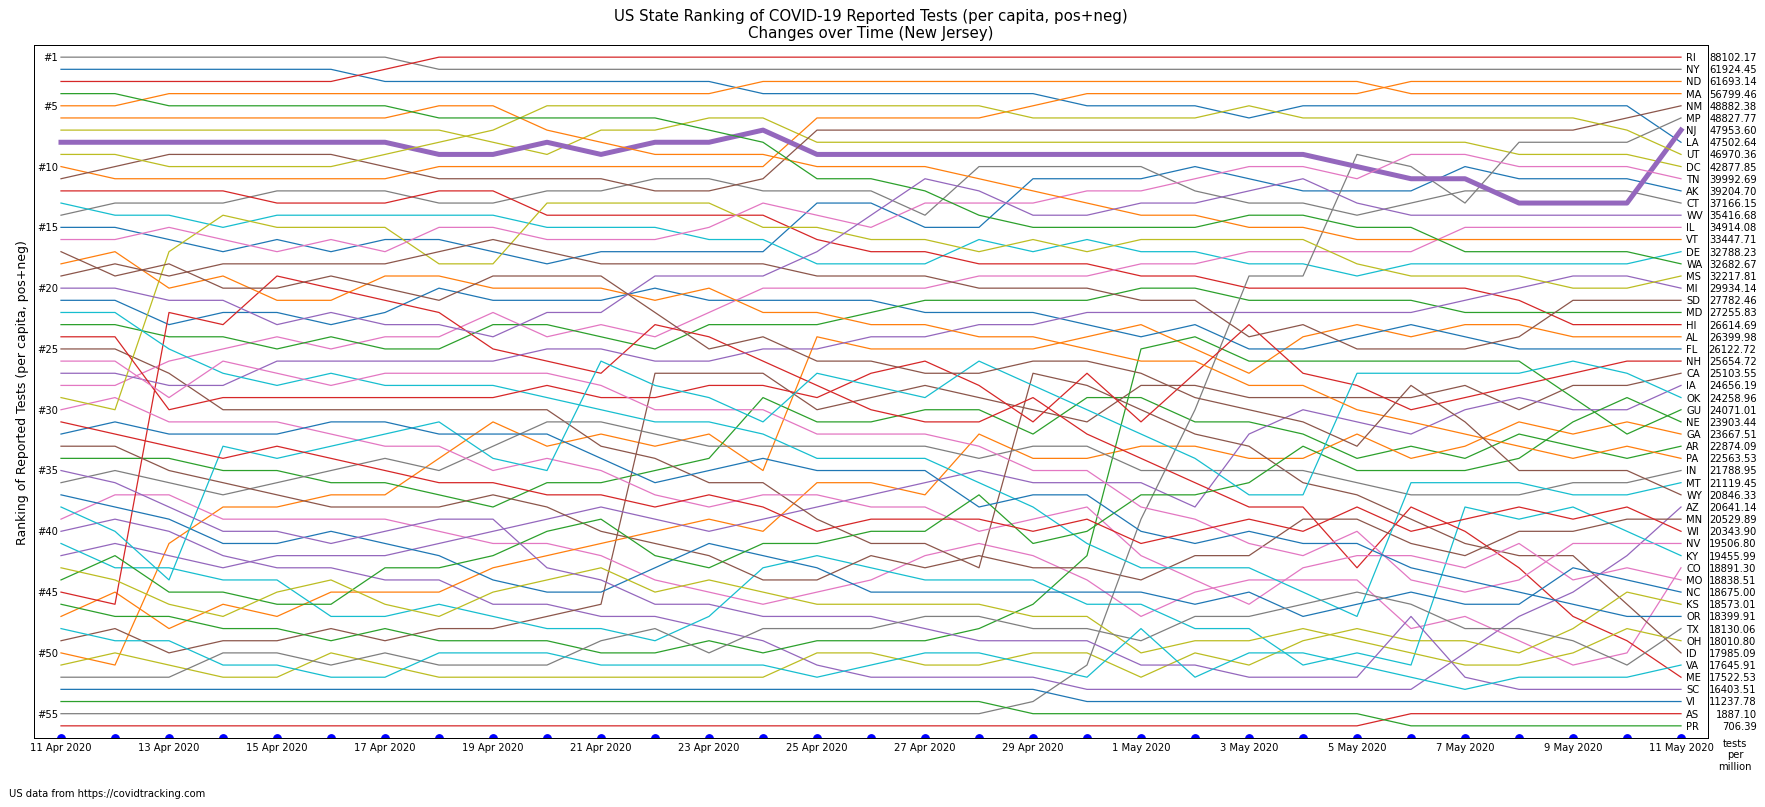 US State Ranking of COVID-19 Reported Tests (per capita, pos+neg)
Changes over Time (New Jersey)
Ranking of Reported Tests (per capita, pos+neg)
#1
#5
#10
#15
#20
#25
#30
#35
#40
#45
#50
#55
RI 88102.17
NY 61924.45
ND 61693.14
MA 56799.46
NM 48882.38
MP 48827.77
NJ 47953.60
LA 47502.64
UT 46970.36
DC 42877.85
TN 39992.69
AK 39204.70
CT 37166.15
WV 35416.68
IL 34914.08
VT 33447.71
DE 32788.23
WA 32682.67
MS 32217.81
MI 29934.14
SD 27782.46
MD 27255.83
HI 26614.69
AL 26399.98
FL 26122.72
NH 25654.72
CA 25103.55
IA 24656.19
OK 24258.96
GU 24071.01
NE 23903.44
GA 23667.51
AR 22874.09
PA 22563.53
IN 21788.95
MT 21119.45
WY 20846.33
AZ 20641.14
MN 20529.89
WI 20343.90
NV 19506.80
KY 19455.99
CO 18891.30
MO 18838.51
NC 18675.00
KS 18573.01
OR 18399.91
TX 18130.06
OH 18010.80
ID 17985.09
VA 17645.91
ME 17522.53
SC 16403.51
VI 11237.78
AS 1887.10
PR 706.39
11 Apr 2020 13 Apr 2020 15 Apr 2020 17 Apr 2020 19 Apr 2020 21 Apr 2020 23 Apr 2020 25 Apr 2020 27 Apr 2020 29 Apr 2020 1 May 2020 3 May 2020 5 May 2020 7 May 2020 9 May 2020 11 May 2020
tests
per
million
US data from https://covidtracking.com